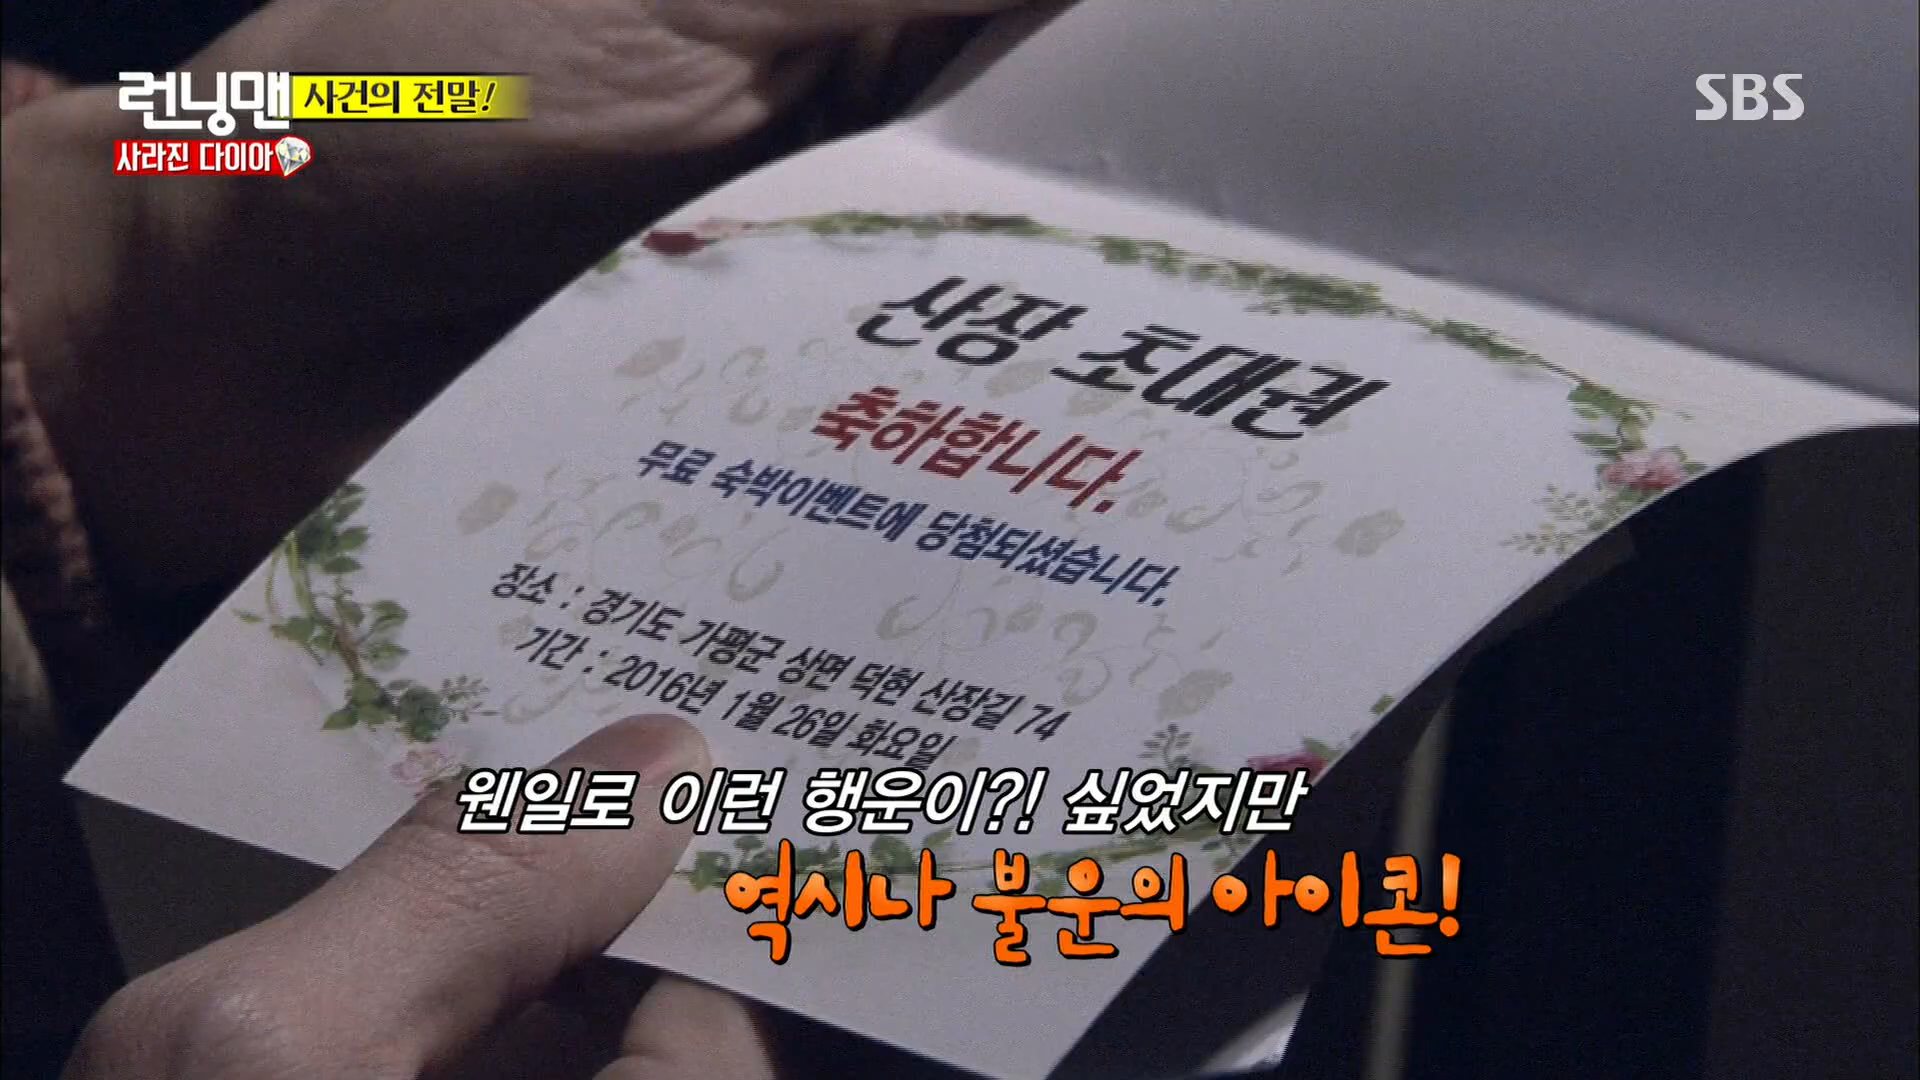 런닝맨 사건의 전말!
사라진 다이아
SBS
산장 초대권
축하합니다.
무료 숙박이벤트에 당첨되셨습니다.
장소 : 경기도 가평군 상면 덕현 산장길 74
기간 : 2016년 1월 26일 화요일
웬일로 이런 행운이?! 싶었지만
역시나 불운의 아이콘!